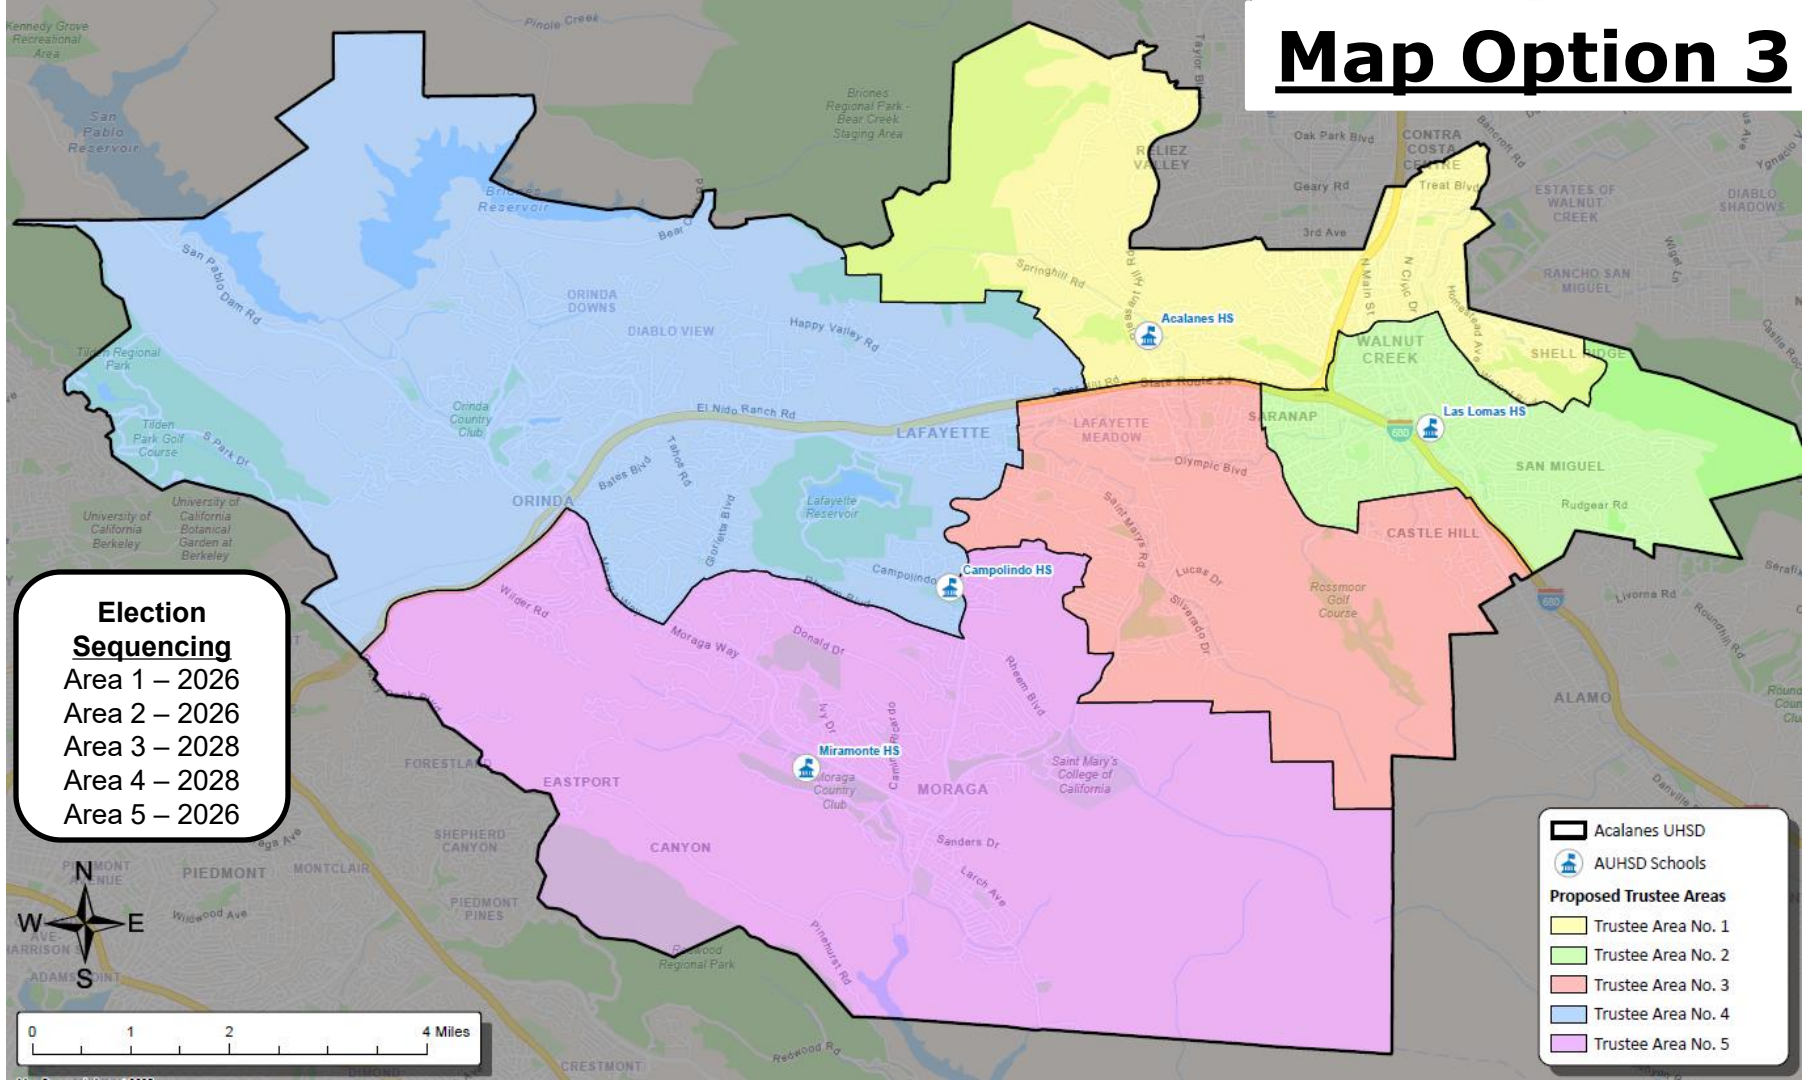 Map Option 3
Kennedy Grove
Recreational
Area
Pinole Creek
San
Pablo
Reservoir
Briones
Regional Park -
Bear Creek
Staging Area
Taylor Blvd
Oak Park Blvd
CONTRA
COSTA
CENTRE
Bancroft Rd
Ygnacio
RELIEZ
VALLEY
Geary Rd
Treat Blvd
ESTATES OF
WALNUT
CREEK
DIABLO
SHADOWS
Briones
Reservoir
Bear
3rd Ave
San Pablo Dam Rd
Springhill Rd
Pleasant Hill Rd
N Main St
N Civic Dr
Homestead Ave
RANCHO SAN
MIGUEL
Wiget Ln
ORINDA
DOWNS
DIABLO VIEW
Happy Valley Rd
Acalanes HS
WALNUT
CREEK
SHELL RIDGE
Tilden Regional
Park
State Route 24
El Nido Ranch Rd
Orinda
Country
Club
LAFAYETTE
LAFAYETTE
MEADOW
SARANAP
Las Lomas HS
680
Tilden
Park Golf
Course
S Park Dr
Bates Blvd
Tahos Rd
Olympic Blvd
SAN MIGUEL
Rudgear Rd
University of
California
Berkeley
University of
California
Botanical
Garden at
Berkeley
ORINDA
Glorietta Blvd
Lafayette
Reservoir
Saint Marys Rd
CASTLE HILL
Campolindo
Campolindo HS
Lucas Dr
Silverado Dr
Rossmoor
Golf
Course
680
Livorna Rd
Roundhill Rd
Wilder Rd
Moraga Way
Rheem Blvd
Moraga Way
Donald Dr
Rheem Blvd
ALAMO
Election
Sequencing
Area 1 – 2026
Area 2 – 2026
Area 3 – 2028
Area 4 – 2028
Area 5 – 2026
Ivy Dr
Camino Ricardo
FORESTLAND
EASTPORT
Miramonte HS
Moraga
Country
Club
MORAGA
Saint Mary's
College of
California
SHEPHERD
CANYON
CANYON
Sanders Dr
Larch Ave
PIEDMONT
MONTCLAIR
PIEDMONT
PINES
Wildwood Ave
Redwood
Regional Park
Pinehurst Rd
Redwood Rd
CRESTMONT
N
W E
S
0 1 2 4 Miles
Acalanes UHSD
AUHSD Schools
Proposed Trustee Areas
Trustee Area No. 1
Trustee Area No. 2
Trustee Area No. 3
Trustee Area No. 4
Trustee Area No. 5